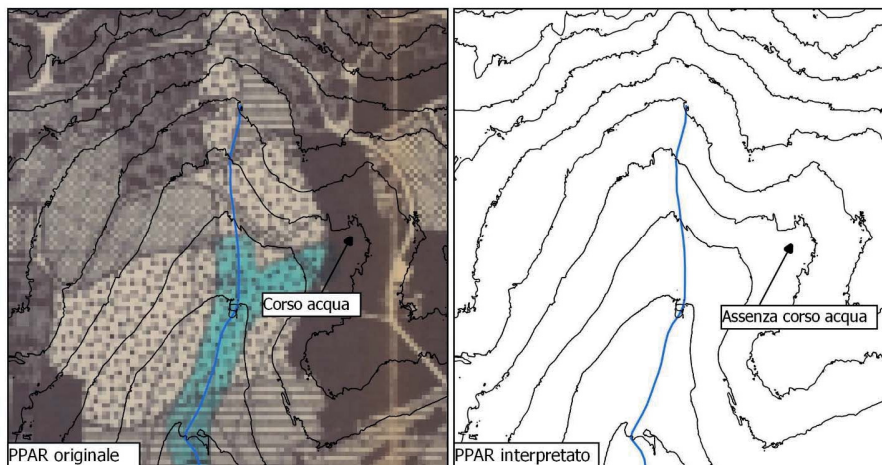 Corso acqua
PPAR originale
Assenza corso acqua
PPAR interpretato